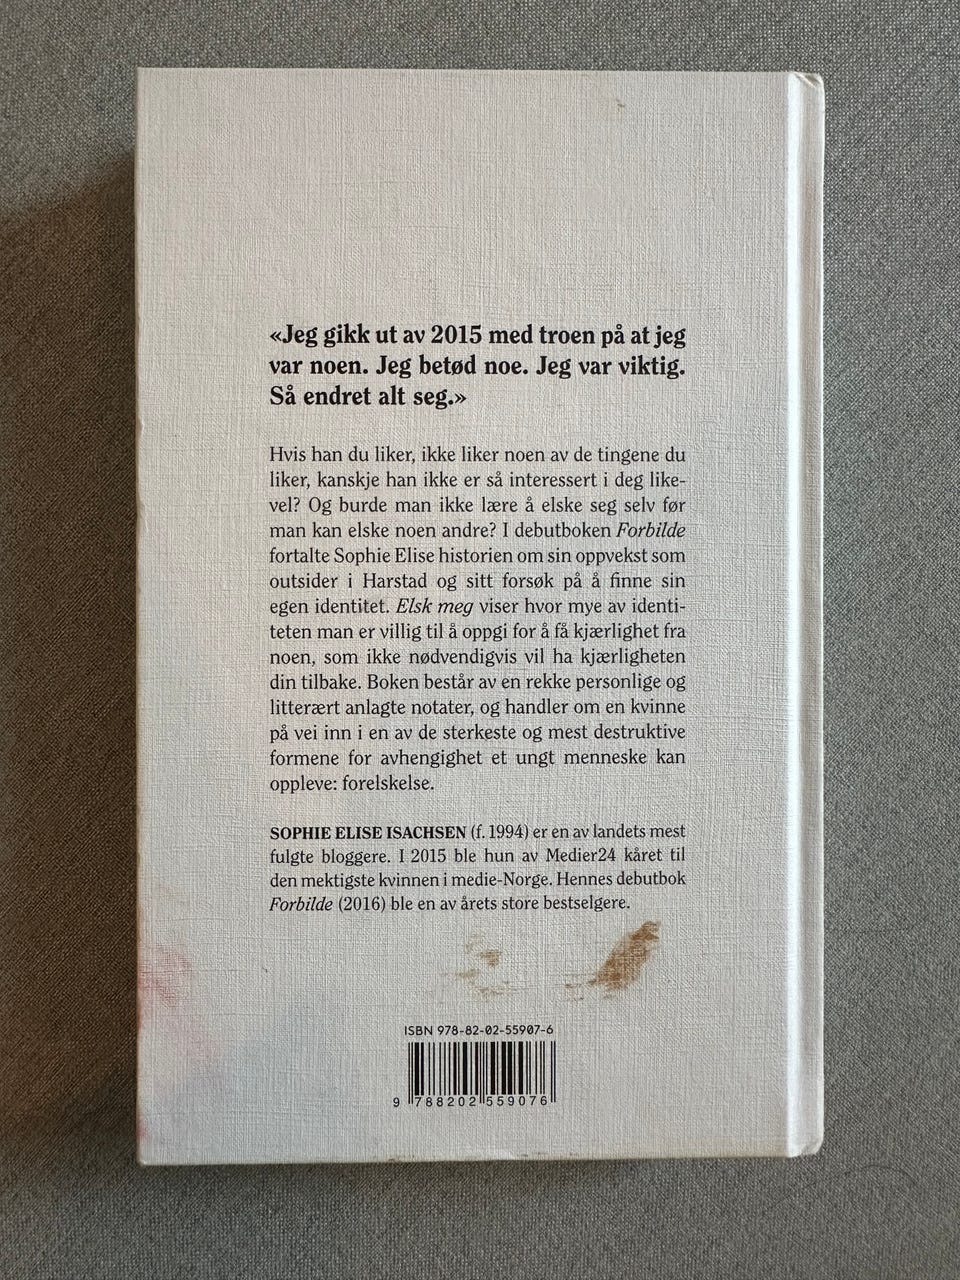 «Jeg gikk ut av 2015 med troen på at jeg
var noen. Jeg betød noe. Jeg var viktig.
Så endret alt seg.»
Hvis han du liker, ikke liker noen av de tingene du
liker, kanskje han ikke er så interessert i deg like-
vel? Og burde man ikke lære å elske seg selv før
man kan elske noen andre? I debutboken Forbilde
fortalte Sophie Elise historien om sin oppvekst som
outsider i Harstad og sitt forsøk på å finne sin
egen identitet. Elsk meg viser hvor mye av identi-
teten man er villig til å oppgi for å få kjærlighet fra
noen, som ikke nødvendigvis vil ha kjærligheten
din tilbake. Boken består av en rekke personlige og
litterært anlagte notater, og handler om en kvinne
på vei inn i en av de sterkeste og mest destruktive
formene for avhengighet et ungt menneske kan
oppleve: forelskelse.
SOPHIE ELISE ISACHSEN (f. 1994) er en av landets mest
fulgte bloggere. I 2015 ble hun av Medier24 kåret til
den mektigste kvinnen i medie-Norge. Hennes debutbok
Forbilde (2016) ble en av årets store bestselgere.
ISBN 978-82-02-55907-6
9 788202 559076